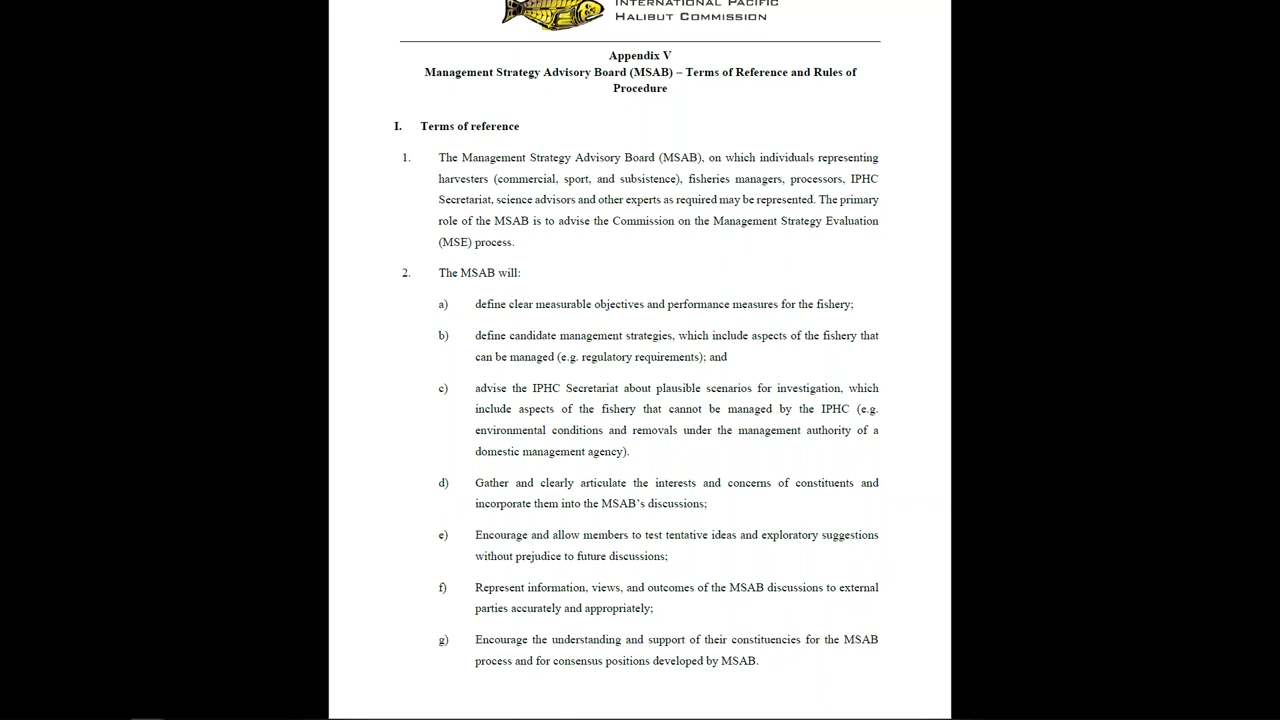 INTERNATIONAL PACIFIC
HALIBUT COMMISSION
Appendix V
Management Strategy Advisory Board (MSAB) – Terms of Reference and Rules of
Procedure
I. Terms of reference
1. The Management Strategy Advisory Board (MSAB), on which individuals representing
harvesters (commercial, sport, and subsistence), fisheries managers, processors, IPHC
Secretariat, science advisors and other experts as required may be represented. The primary
role of the MSAB is to advise the Commission on the Management Strategy Evaluation
(MSE) process.
2. The MSAB will:
a) define clear measurable objectives and performance measures for the fishery;
b) define candidate management strategies, which include aspects of the fishery that
can be managed (e.g. regulatory requirements); and
c) advise the IPHC Secretariat about plausible scenarios for investigation, which
include aspects of the fishery that cannot be managed by the IPHC (e.g.
environmental conditions and removals under the management authority of a
domestic management agency).
d) Gather and clearly articulate the interests and concerns of constituents and
incorporate them into the MSAB's discussions;
e) Encourage and allow members to test tentative ideas and exploratory suggestions
without prejudice to future discussions;
f) Represent information, views, and outcomes of the MSAB discussions to external
parties accurately and appropriately;
g) Encourage the understanding and support of their constituencies for the MSAB
process and for consensus positions developed by MSAB.